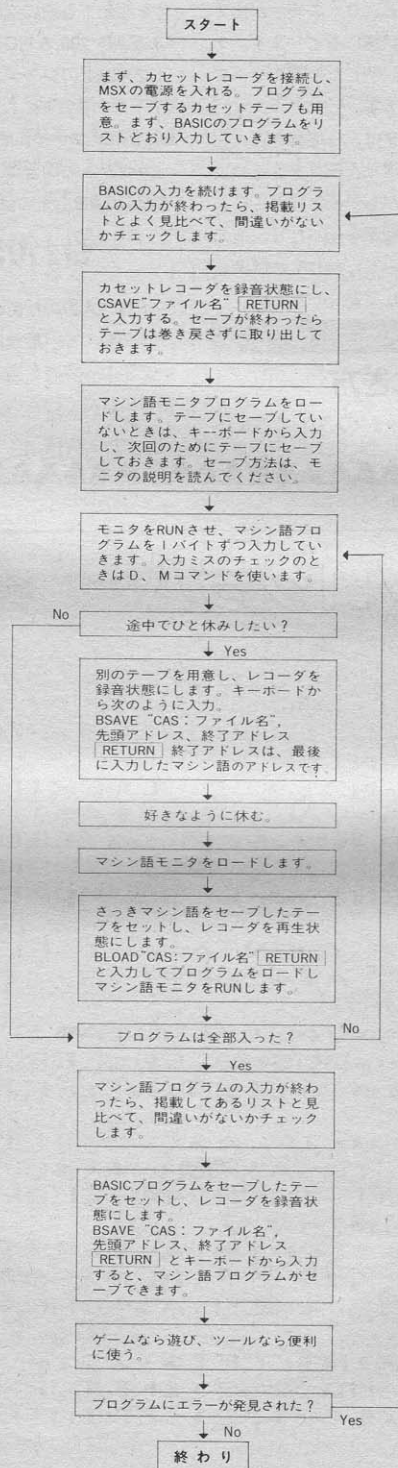 スタート
まず、カセットレコーダを接続し、
MSXの電源を入れる。プログラム
をセーブするカセットテープも用
意。まず、BASICのプログラムをリ
ストどおり入力していきます。
BASICの入力を続けます。プログラ
ムの入力が終わったら、掲載リス
トとよく見比べて、間違いがない
かチェックします。
カセットレコーダを録音状態にし、
CSAVE"ファイル名" RETURN
と入力する。セーブが終わったら
テープは巻き戻さずに取り出して
おきます。
マシン語モニタプログラムをロー
ドします。テープにセーブしてい
ないときは、キーボードから入力
し、次回のためにテープにセーブ
しておきます。セーブ方法は、モ
ニタの説明を読んでください。
モニタをRUNさせ、マシン語プロ
グラムを1バイトずつ入力してい
きます。入力ミスのチェックのと
きはD、Mコマンドを使います。
No
途中でひと休みしたい？
Yes
別のテープを用意し、レコーダを
録音状態にします。キーボードか
ら次のように入力。
BSAVE "CAS：ファイル名",
先頭アドレス、終了アドレス
RETURN 終了アドレスは、最後
に入力したマシン語のアドレスです
好きなように休む。
マシン語モニタをロードします。
さっきマシン語をセーブしたテー
プをセットし、レコーダを再生状
態にします。
BLOAD"CAS:ファイル名" RETURN
と入力してプログラムをロードし
マシン語モニタをRUNします。
プログラムは全部入った？
No
Yes
マシン語プログラムの入力が終わ
ったら、掲載してあるリストと見
比べて、間違いがないかチェック
します。
BASICプログラムをセーブしたテー
プをセットし、レコーダを録音状
態にします。
BSAVE "CAS：ファイル名",
先頭アドレス、終了アドレス
RETURN とキーボードから入力
すると、マシン語プログラムがセ
ーブできます。
ゲームなら遊び、ツールなら便利
に使う。
プログラムにエラーが発見された？
Yes
No
終わり